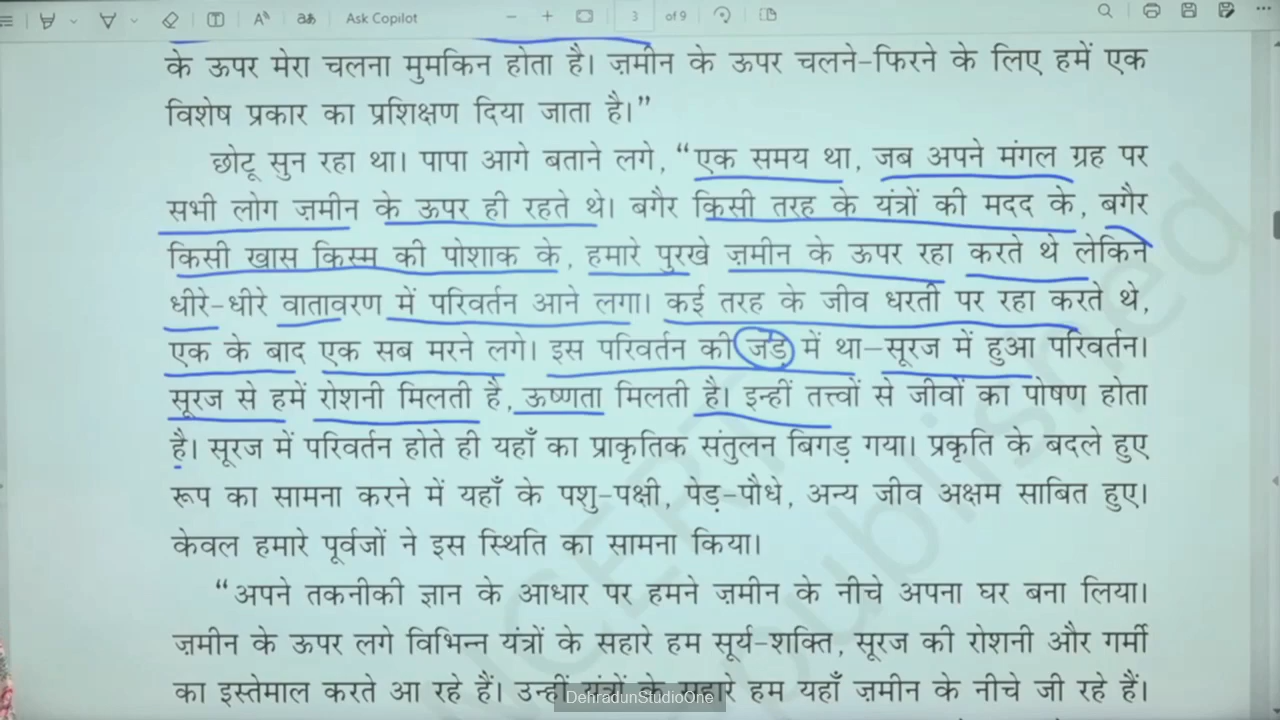 Ask Copilot
3 of 9
के ऊपर मेरा चलना मुमकिन होता है। ज़मीन के ऊपर चलने-फिरने के लिए हमें एक
विशेष प्रकार का प्रशिक्षण दिया जाता है।”
छोटू सुन रहा था। पापा आगे बताने लगे, “एक समय था, जब अपने मंगल ग्रह पर
सभी लोग ज़मीन के ऊपर ही रहते थे। बगैर किसी तरह के यंत्रों की मदद के, बगैर
किसी खास किस्म की पोशाक के, हमारे पुरखे ज़मीन के ऊपर रहा करते थे लेकिन
धीरे-धीरे वातावरण में परिवर्तन आने लगा। कई तरह के जीव धरती पर रहा करते थे,
एक के बाद एक सब मरने लगे। इस परिवर्तन की जड़ में था–सूरज में हुआ परिवर्तन।
सूरज से हमें रोशनी मिलती है, ऊष्णता मिलती है। इन्हीं तत्त्वों से जीवों का पोषण होता
है। सूरज में परिवर्तन होते ही यहाँ का प्राकृतिक संतुलन बिगड़ गया। प्रकृति के बदले हुए
रूप का सामना करने में यहाँ के पशु-पक्षी, पेड़-पौधे, अन्य जीव अक्षम साबित हुए।
केवल हमारे पूर्वजों ने इस स्थिति का सामना किया।
“अपने तकनीकी ज्ञान के आधार पर हमने ज़मीन के नीचे अपना घर बना लिया।
ज़मीन के ऊपर लगे विभिन्न यंत्रों के सहारे हम सूर्य-शक्ति, सूरज की रोशनी और गर्मी
का इस्तेमाल करते आ रहे हैं। उन्हीं यंत्रों के सहारे हम यहाँ ज़मीन के नीचे जी रहे हैं।
DehradunStudioOne